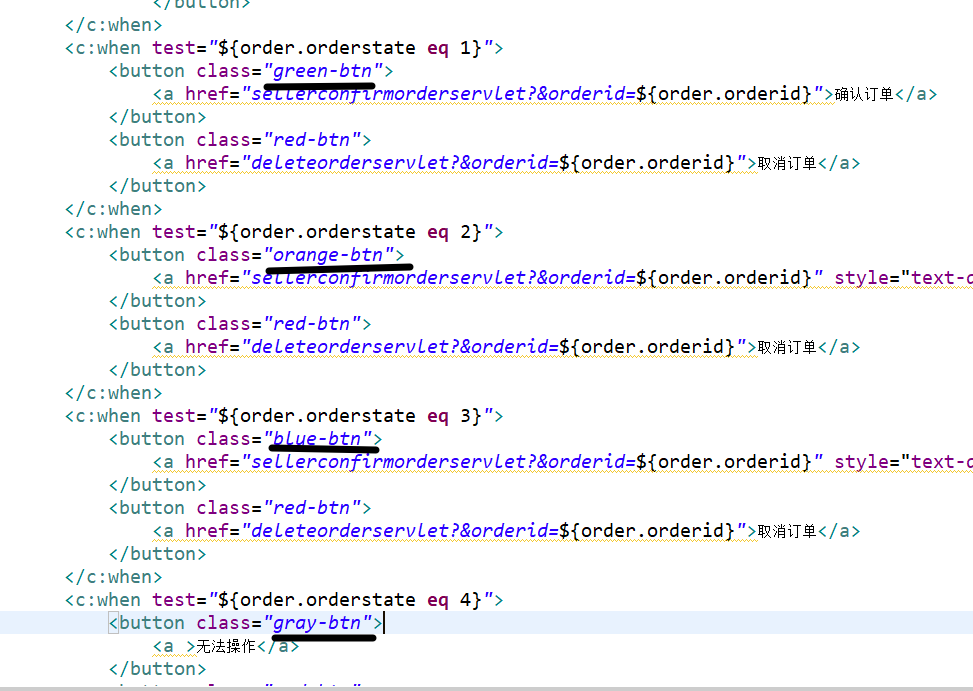 </button>
</c:when>
<c:when test="${order.orderstate eq 1}">
<button class="green-btn">
<a href="sellerconfirmorderservlet?&orderid=${order.orderid}">确认订单</a>
</button>
<button class="red-btn">
<a href="deleteorderservlet?&orderid=${order.orderid}">取消订单</a>
</button>
</c:when>
<c:when test="${order.orderstate eq 2}">
<button class="orange-btn">
<a href="sellerconfirmorderservlet?&orderid=${order.orderid}" style="text-d
</button>
<button class="red-btn">
<a href="deleteorderservlet?&orderid=${order.orderid}">取消订单</a>
</button>
</c:when>
<c:when test="${order.orderstate eq 3}">
<button class="blue-btn">
<a href="sellerconfirmorderservlet?&orderid=${order.orderid}" style="text-d
</button>
<button class="red-btn">
<a href="deleteorderservlet?&orderid=${order.orderid}">取消订单</a>
</button>
</c:when>
<c:when test="${order.orderstate eq 4}">
<button class="gray-btn">
<a >无法操作</a>
</button>